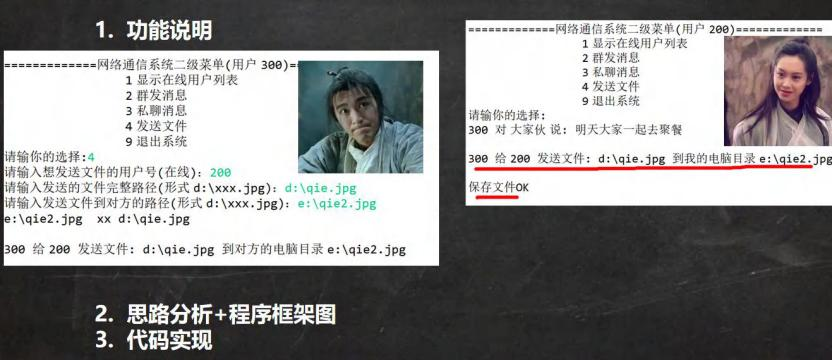 1. 功能说明
=============网络通信系统二级菜单(用户 300)=
1 显示在线用户列表
2 群发消息
3 私聊消息
4 发送文件
9 退出系统
请输你的选择:4
请输入想发送文件的用户号(在线): 200
请输入发送的文件完整路径(形式 d:\xxx.jpg): d:\qie.jpg
请输入发送文件到对方的路径(形式 d:\xxx.jpg): e:\qie2.jpg
e:\qie2.jpg xx d:\qie.jpg
300 给 200 发送文件: d:\qie.jpg 到对方的电脑目录 e:\qie2.jpg
============网络通信系统二级菜单(用户 200)=============
1 显示在线用户列表
2 群发消息
3 私聊消息
4 发送文件
9 退出系统
请输你的选择:
300 对 大家伙 说: 明天大家一起去聚餐
300 给 200 发送文件: d:\qie.jpg 到我的电脑目录 e:\qie2.jpg
保存文件OK
2. 思路分析+程序框架图
3. 代码实现